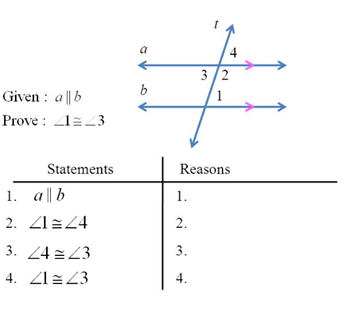 t
a
4
3 2
b
1
Given : a || b
Prove : ∠1 ≅ ∠3
Statements Reasons
1. a || b 1.
2. ∠1 ≅ ∠4 2.
3. ∠4 ≅ ∠3 3.
4. ∠1 ≅ ∠3 4.